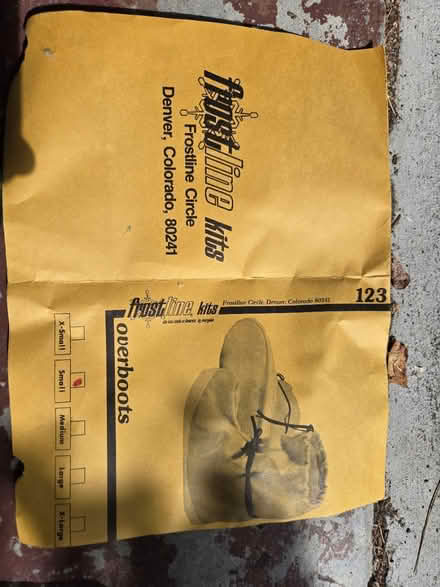 frostline kits
Frostline Circle
Denver, Colorado, 80241
frostline kits
Frostline Circle, Denver, Colorado 80241
123
overboots
X-Small
Small
Medium
Large
X-Large